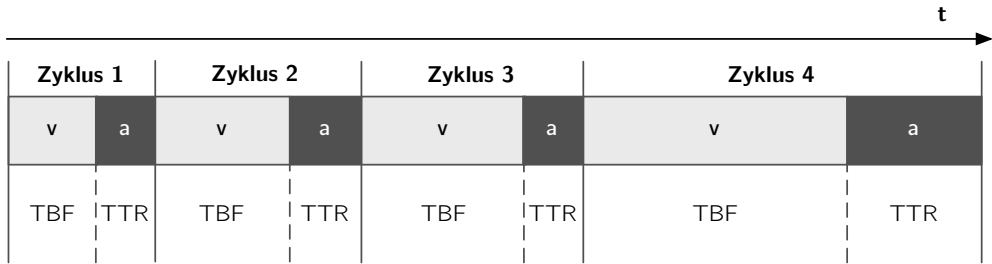 t
Zyklus 1 Zyklus 2 Zyklus 3 Zyklus 4
v a v a v a v a
TBF TTR TBF TTR TBF TTR TBF TTR